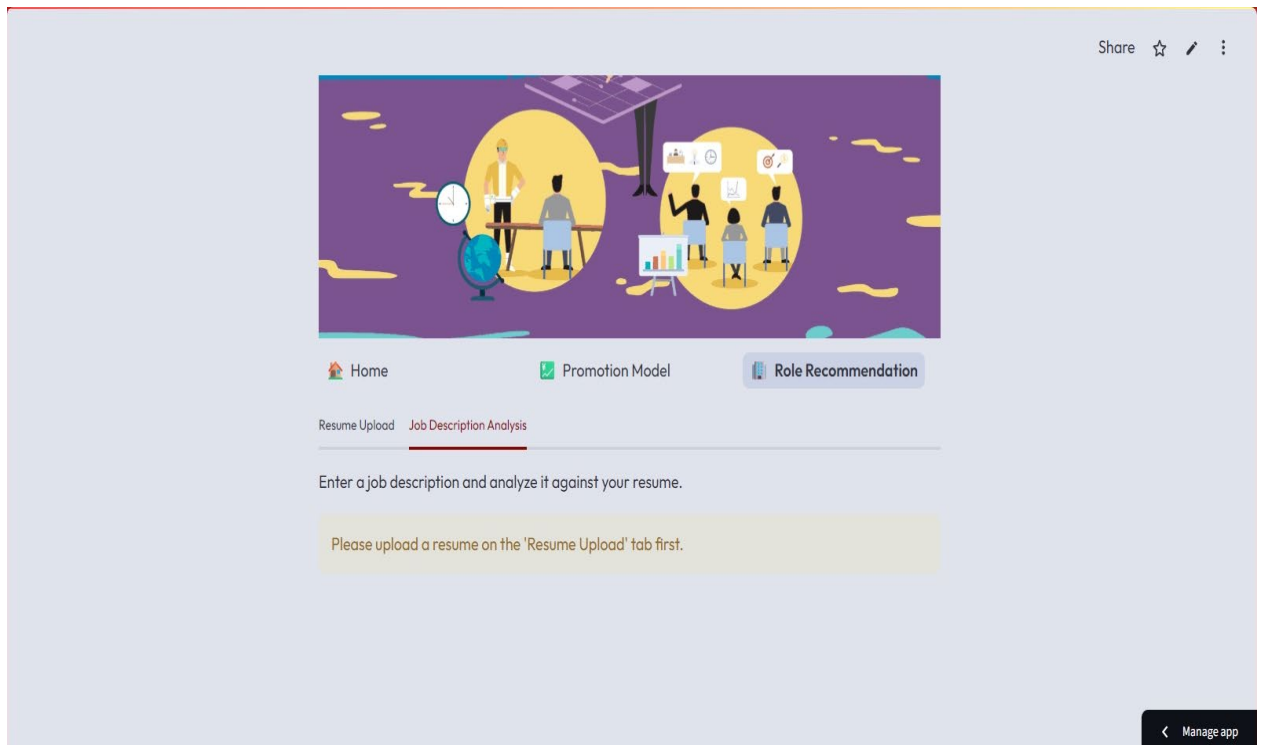 Share
Home
Promotion Model
Role Recommendation
Resume Upload
Job Description Analysis
Enter a job description and analyze it against your resume.
Please upload a resume on the 'Resume Upload' tab first.
Manage app